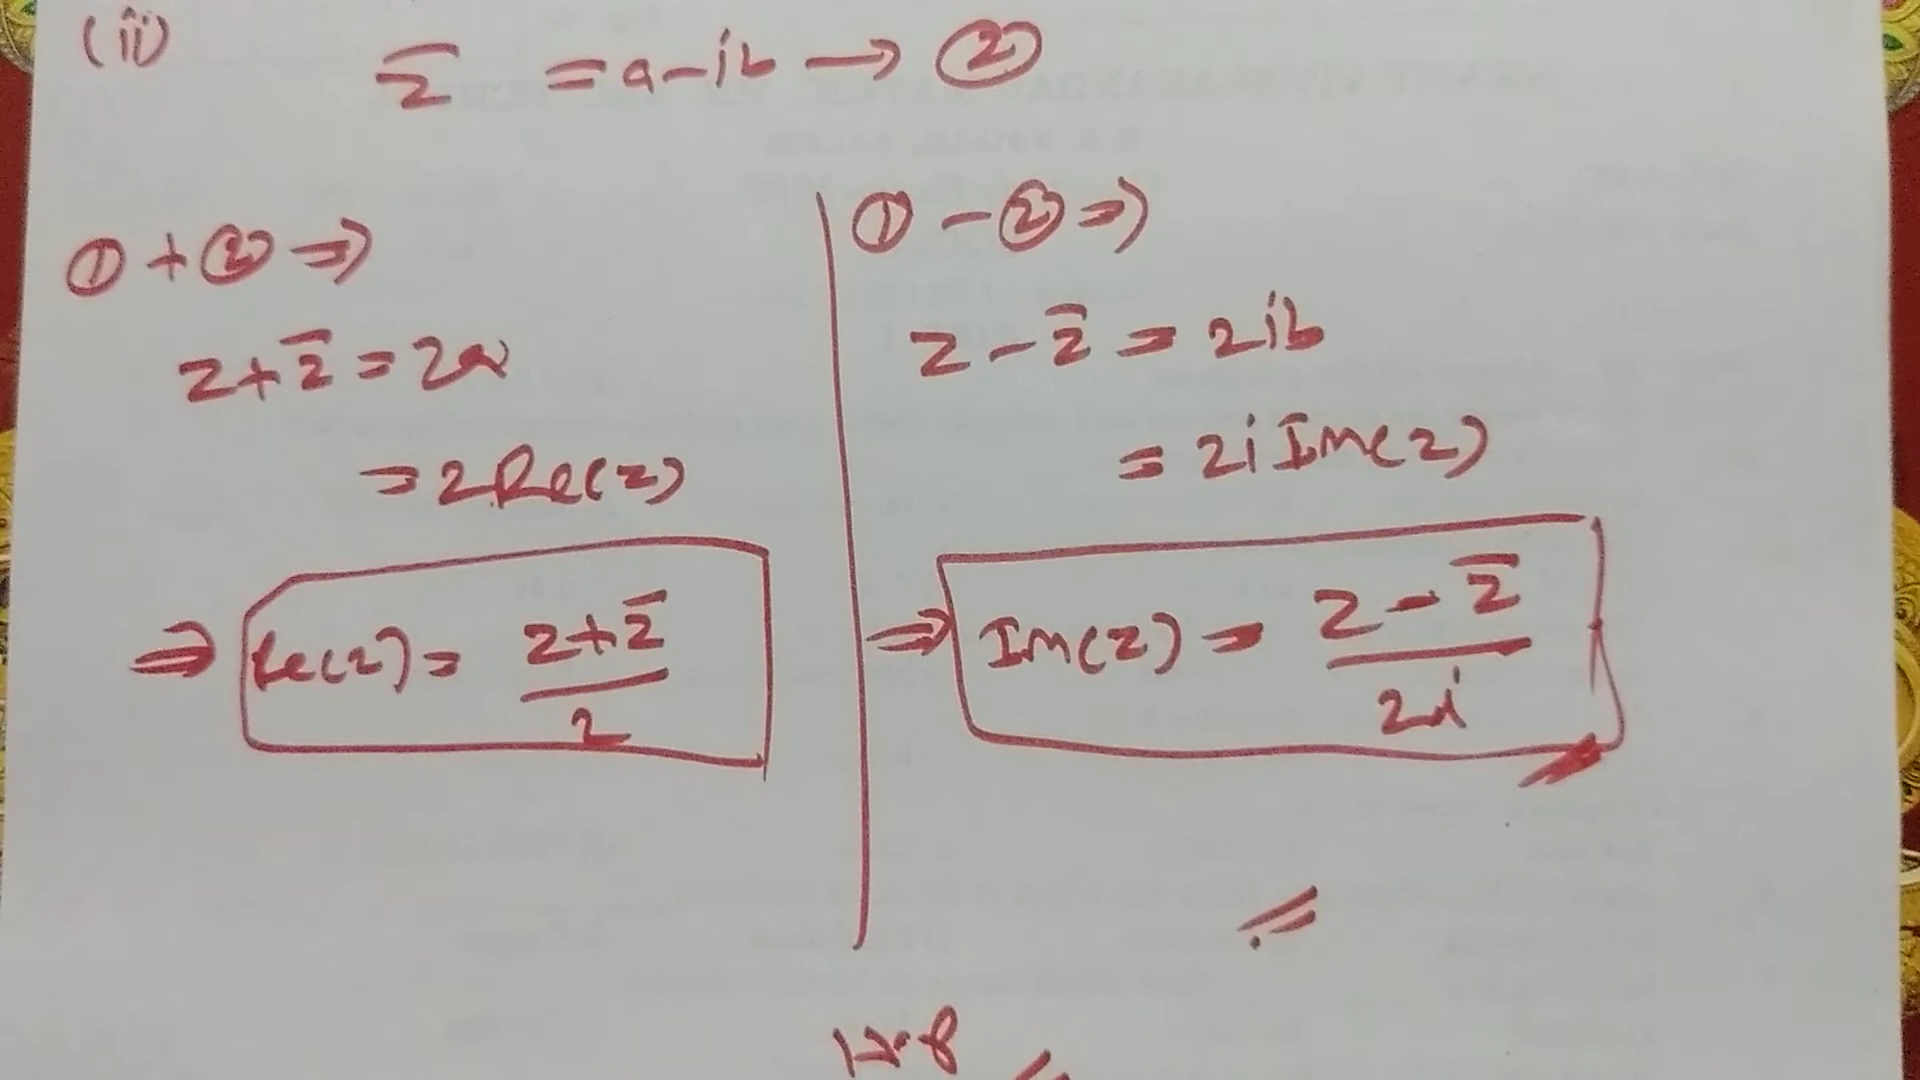 (ii)
z̅ = a-ib → ②
① + ② ⇒
z+z̅ = 2a
= 2Re(z)
⇒ Re(z) = (z+z̅)/2
① - ② ⇒
z - z̅ = 2ib
= 2i Im(z)
⇒ Im(z) = (z - z̅)/2i